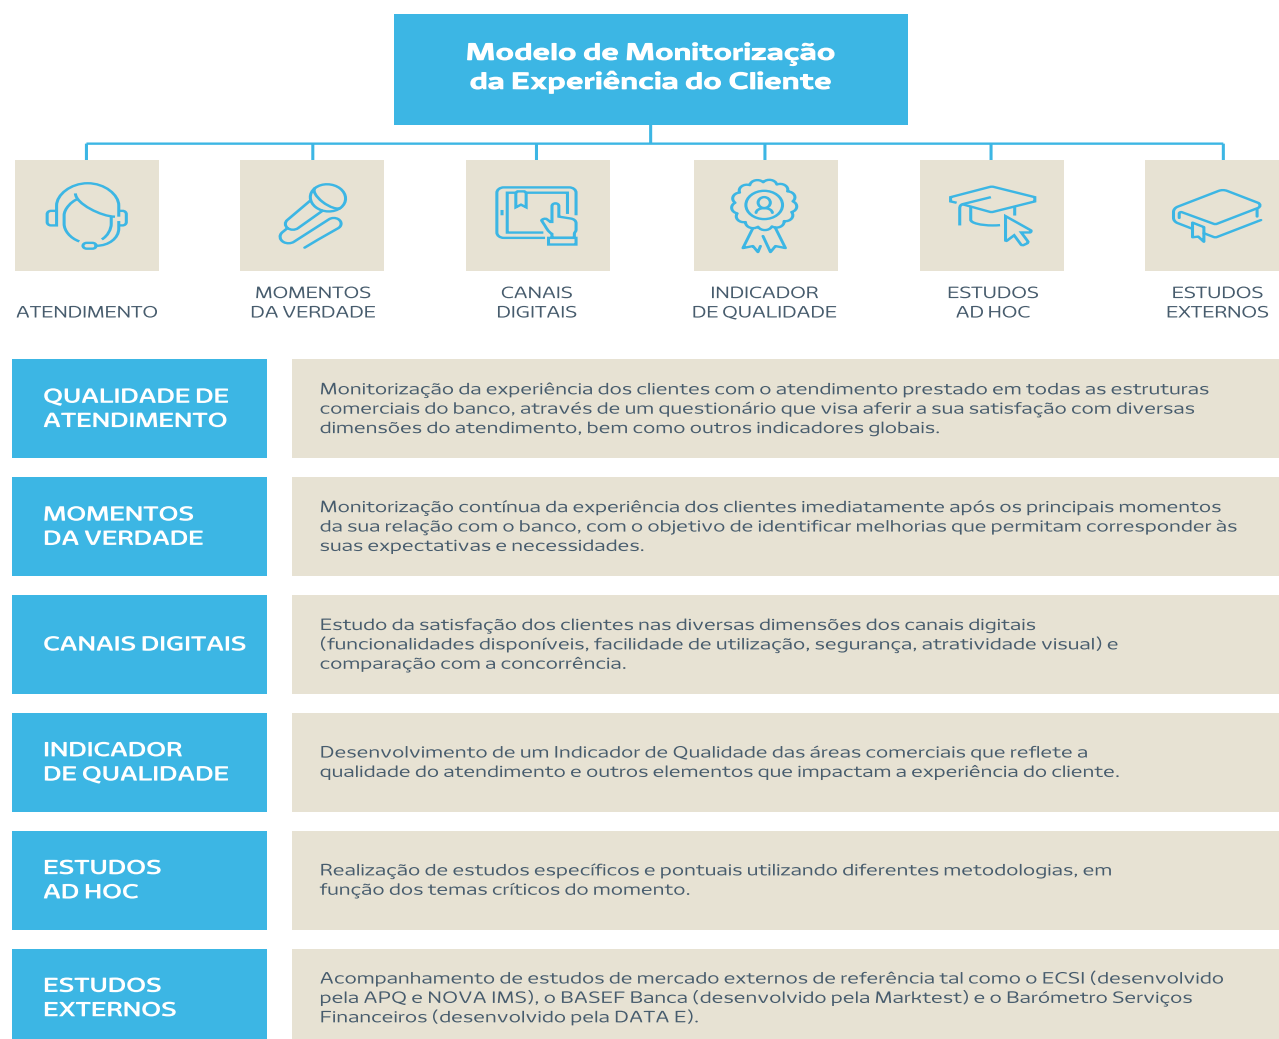 Modelo de Monitorização
da Experiência do Cliente
ATENDIMENTO
MOMENTOS
DA VERDADE
CANAIS
DIGITAIS
INDICADOR
DE QUALIDADE
ESTUDOS
AD HOC
ESTUDOS
EXTERNOS
QUALIDADE DE
ATENDIMENTO
Monitorização da experiência dos clientes com o atendimento prestado em todas as estruturas
comerciais do banco, através de um questionário que visa aferir a sua satisfação com diversas
dimensões do atendimento, bem como outros indicadores globais.
MOMENTOS
DA VERDADE
Monitorização contínua da experiência dos clientes imediatamente após os principais momentos
da sua relação com o banco, com o objetivo de identificar melhorias que permitam corresponder às
suas expectativas e necessidades.
CANAIS DIGITAIS
Estudo da satisfação dos clientes nas diversas dimensões dos canais digitais
(funcionalidades disponíveis, facilidade de utilização, segurança, atratividade visual) e
comparação com a concorrência.
INDICADOR
DE QUALIDADE
Desenvolvimento de um Indicador de Qualidade das áreas comerciais que reflete a
qualidade do atendimento e outros elementos que impactam a experiência do cliente.
ESTUDOS
AD HOC
Realização de estudos específicos e pontuais utilizando diferentes metodologias, em
função dos temas críticos do momento.
ESTUDOS
EXTERNOS
Acompanhamento de estudos de mercado externos de referência tal como o ECSI (desenvolvido
pela APQ e NOVA IMS), o BASEF Banca (desenvolvido pela Marktest) e o Barómetro Serviços
Financeiros (desenvolvido pela DATA E).